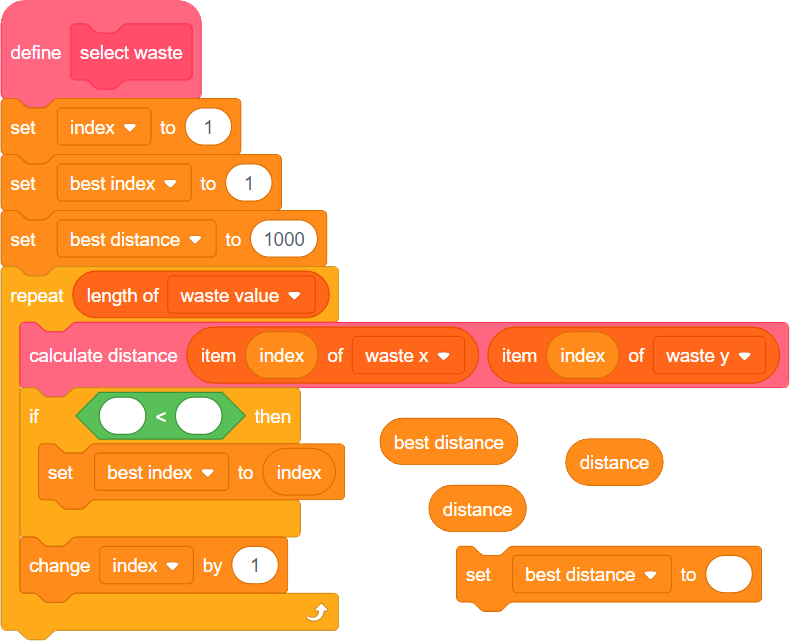 define select waste
set index to 1
set best index to 1
set best distance to 1000
repeat length of waste value
calculate distance item index of waste x item index of waste y
if < then
best distance
distance
set best index to index
distance
change index by 1
set best distance to